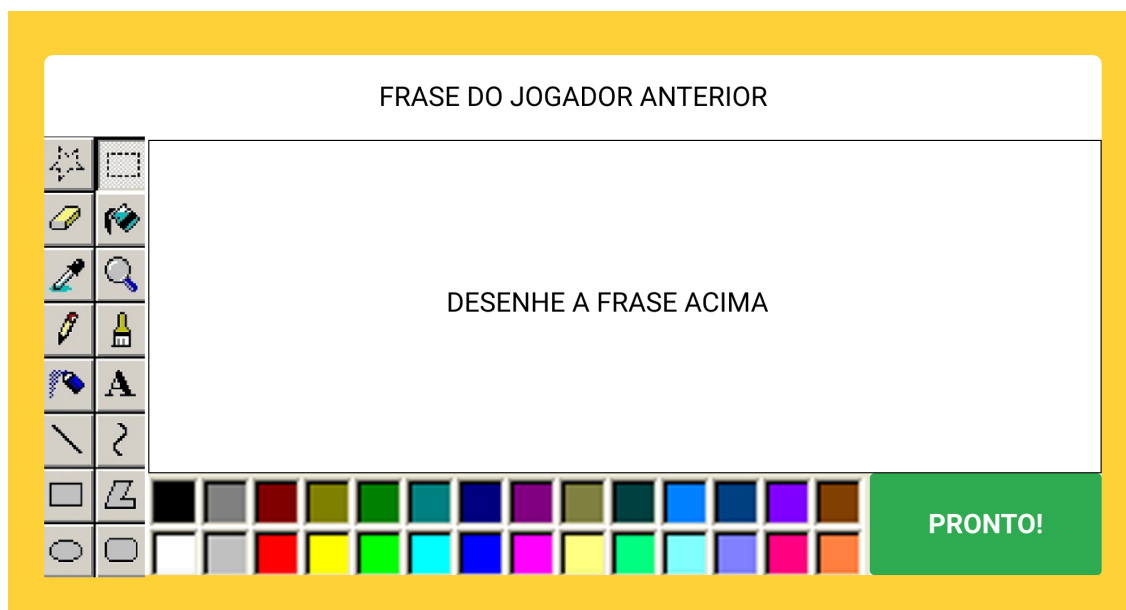 FRASE DO JOGADOR ANTERIOR
DESENHE A FRASE ACIMA
A
PRONTO!